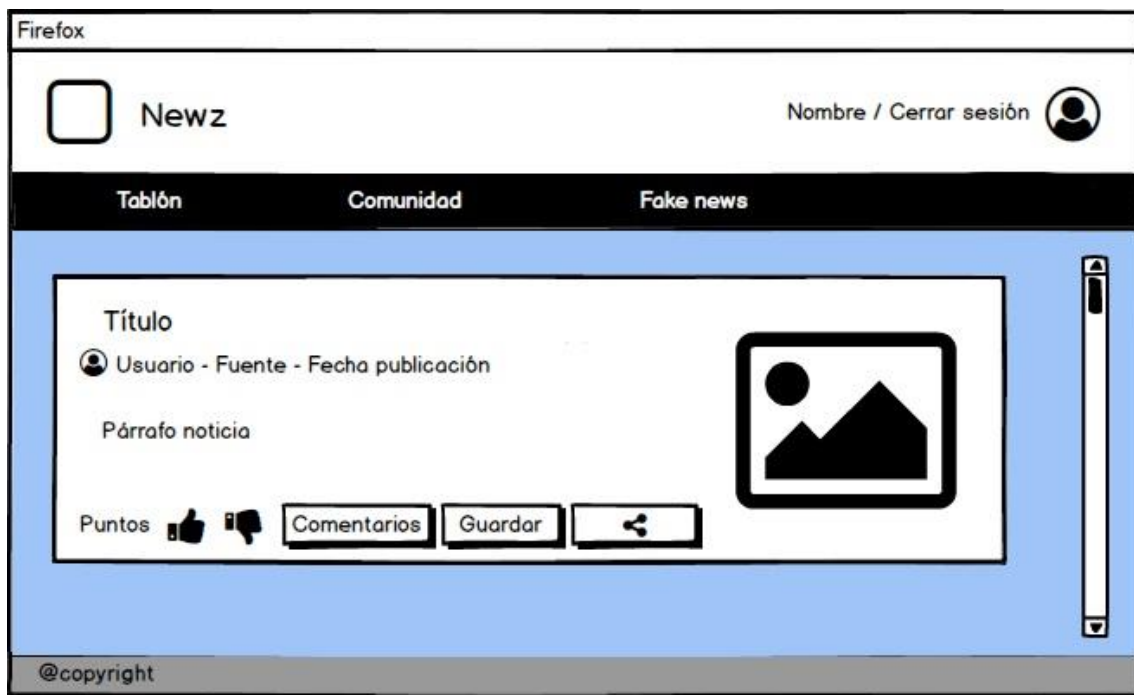 Firefox
Newz
Nombre / Cerrar sesión
Tablón Comunidad Fake news
Título
Usuario - Fuente - Fecha publicación
Párrafo noticia
Puntos Comentarios Guardar
@copyright